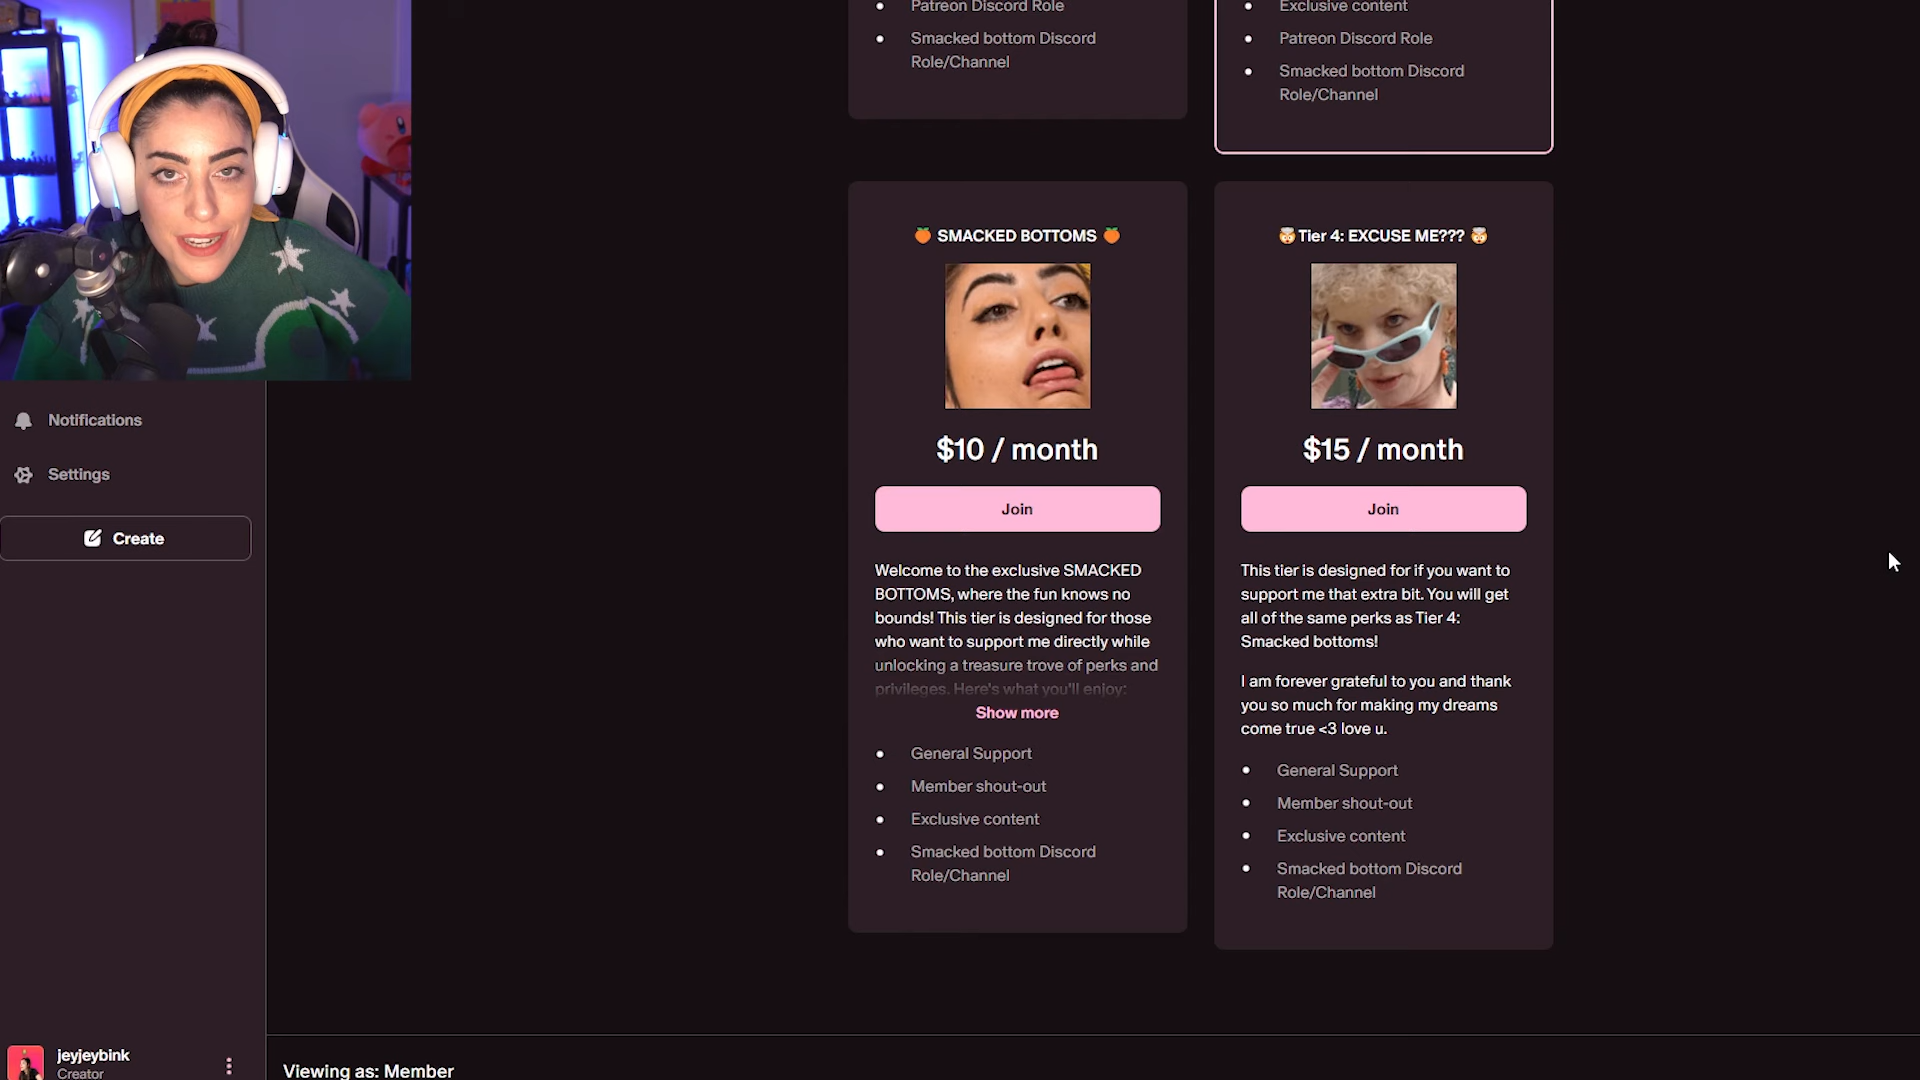 Patreon Discord Role
Smacked bottom Discord
Role/Channel
Exclusive content
Patreon Discord Role
Smacked bottom Discord
Role/Channel
🍑 SMACKED BOTTOMS 🍑
$10 / month
Join
Welcome to the exclusive SMACKED
BOTTOMS, where the fun knows no
bounds! This tier is designed for those
who want to support me directly while
unlocking a treasure trove of perks and
privileges. Here's what you'll enjoy:
Show more
General Support
Member shout-out
Exclusive content
Smacked bottom Discord
Role/Channel
🤯Tier 4: EXCUSE ME??? 🤯
$15 / month
Join
This tier is designed for if you want to
support me that extra bit. You will get
all of the same perks as Tier 4:
Smacked bottoms!
I am forever grateful to you and thank
you so much for making my dreams
come true <3 love u.
General Support
Member shout-out
Exclusive content
Smacked bottom Discord
Role/Channel
Notifications
Settings
Create
jeyjeybink
Creator
Viewing as: Member